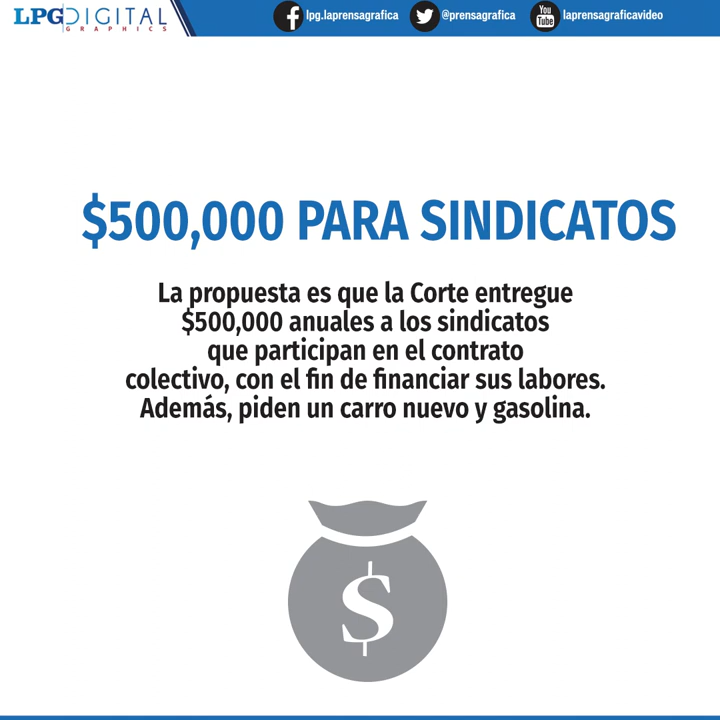 LPG DIGITAL
GRAPHICS
lpg.laprensagrafica
@prensagrafica
You
Tube
laprensagraficavideo
$500,000 PARA SINDICATOS
La propuesta es que la Corte entregue
$500,000 anuales a los sindicatos
que participan en el contrato
colectivo, con el fin de financiar sus labores.
Además, piden un carro nuevo y gasolina.
$